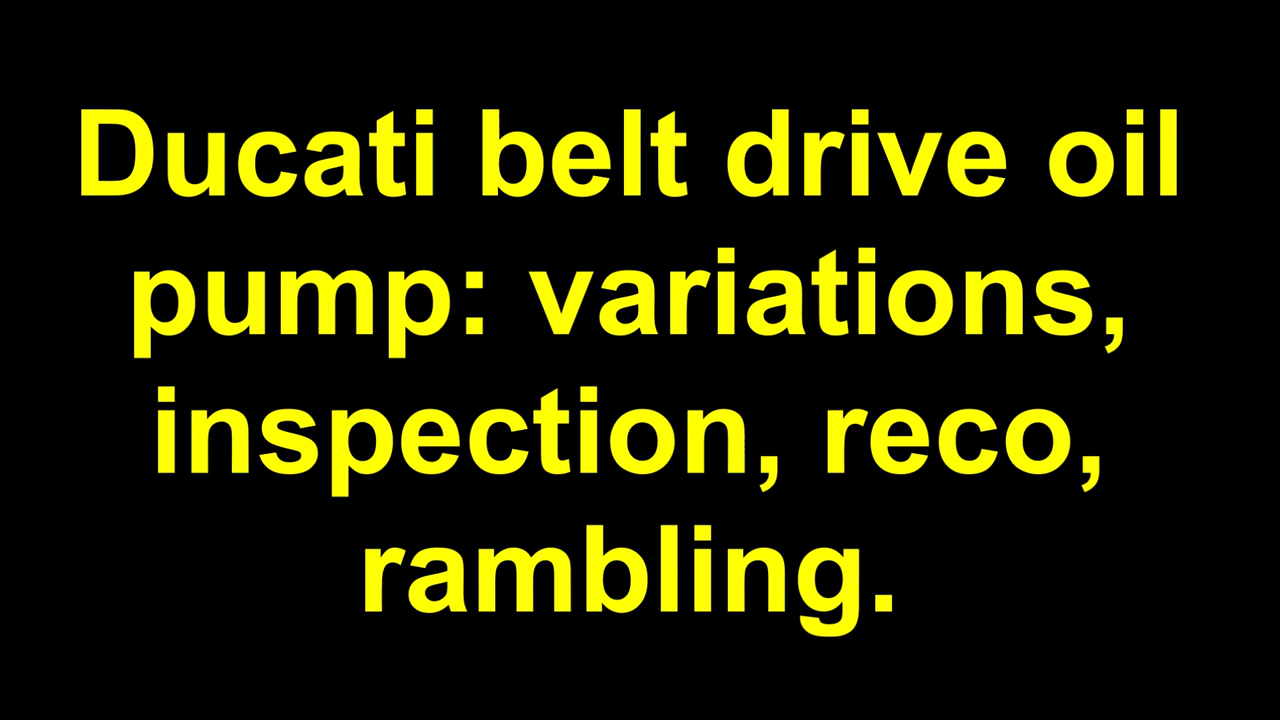 Ducati belt drive oil
pump: variations,
inspection, reco,
rambling.